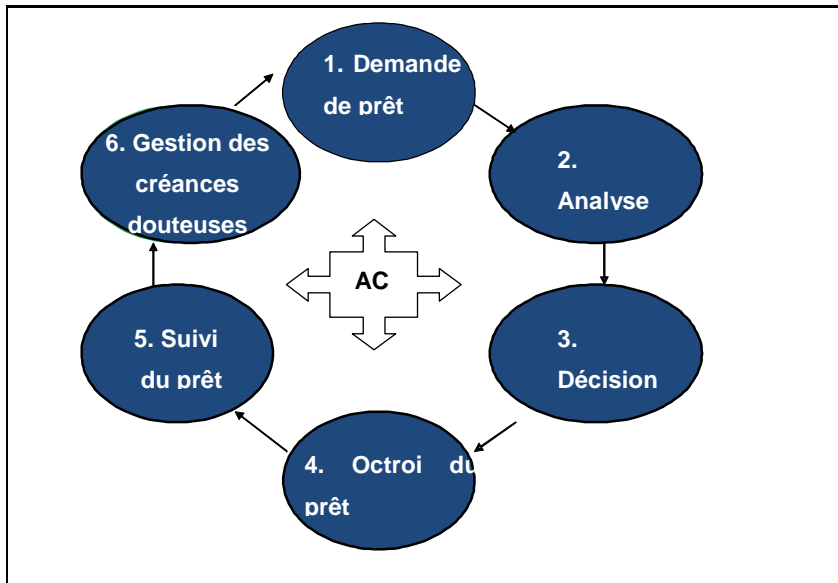 1. Demande
de prêt
2.
Analyse
3.
Décision
4. Octroi du
prêt
5. Suivi
du prêt
6. Gestion des
créances
douteuses
AC